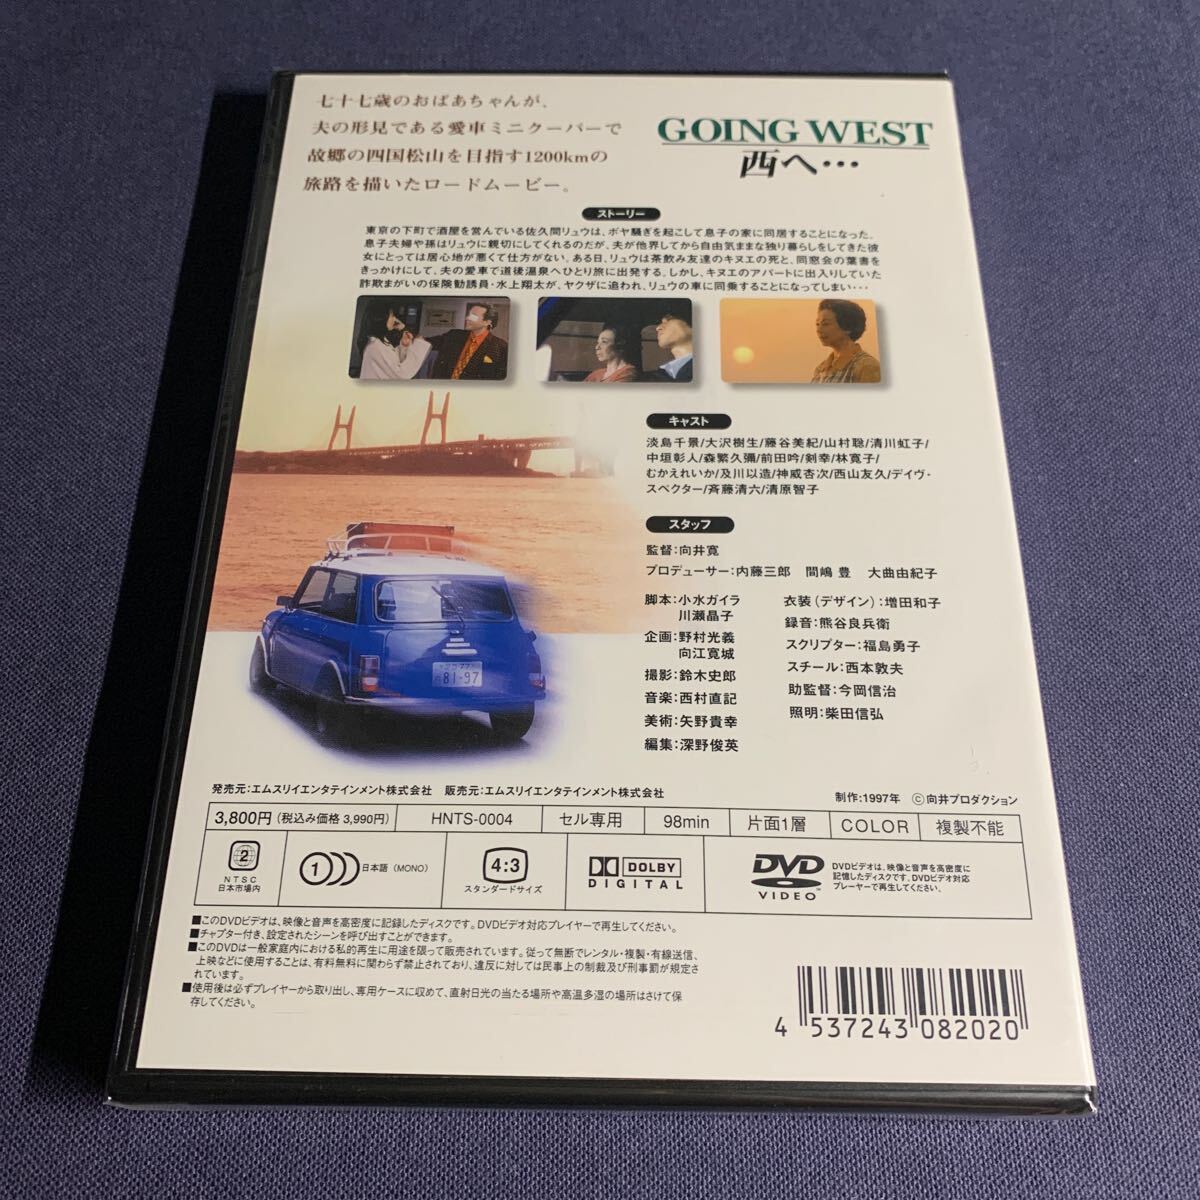 七十七歳のおばあちゃんが、
夫の形見である愛車ミニクーパーで
故郷の四国松山を目指す1200kmの
旅路を描いたロードムービー。
GOING WEST
西へ…
ストーリー
東京の下町で酒屋を営んでいる佐久間リュウは、ボヤ騒ぎを起こして息子の家に同居することになった。
息子夫婦や孫はリュウに親切にしてくれるのだが、夫が他界してから自由気ままな独り暮らしをしてきた彼
女にとっては居心地が悪くて仕方がない。ある日、リュウは茶飲み友達のキヌエの死と、同窓会の葉書を
きっかけにして、夫の愛車で道後温泉へひとり旅に出発する。しかし、キヌエのアパートに出入りしていた
詐欺まがいの保険勧誘員・水上翔太が、ヤクザに追われ、リュウの車に同乗することになってしまい…
キャスト
淡島千景/大沢樹生/藤谷美紀/山村聡/清川虹子/
中垣彰人/森繁久彌/前田吟/剣幸/林寛子/
むかえれいか/及川以造/神威杏次/西山友久/デイヴ・
スペクター/斉藤清六/清原智子
スタッフ
監督:向井寛
プロデューサー:内藤三郎 間嶋 豊 大曲由紀子
脚本:小水ガイラ
川瀬晶子
企画:野村光義
向江寛城
撮影:鈴木史郎
音楽:西村直記
美術:矢野貴幸
編集:深野俊英
衣装(デザイン):増田和子
録音:熊谷良兵衛
スクリプター:福島勇子
スチール:西本敦夫
助監督:今岡信治
照明:柴田信弘
81-97
発売元:エムスリイエンタテインメント株式会社 販売元:エムスリイエンタテインメント株式会社
制作:1997年 ©向井プロダクション
3,800円(税込み価格 3,990円) HNTS-0004 セル専用 98min 片面1層 COLOR 複製不能
2
NTSC
日本市場内
1 日本語(MONO)
4:3
スタンダードサイズ
DOLBY
DIGITAL
DVD
VIDEO
DVDビデオは、映像と音声を高密度に
記憶したディスクです。DVDビデオ対応
プレーヤーで再生してください。
■このDVDビデオは、映像と音声を高密度に記録したディスクです。DVDビデオ対応プレイヤーで再生してください。
■チャプター付き、設定されたシーンを呼び出すことができます。
■このDVDは一般家庭内における私的再生に用途を限って販売されています。従って無断でレンタル・複製・有線送信、
上映などに使用することは、有料無料に関わらず禁止されており、違反に対しては民事上の制裁及び刑事罰が規定さ
れています。
■使用後は必ずプレイヤーから取り出し、専用ケースに収めて、直射日光の当たる場所や高温多湿の場所はさけて保
存してください。
4 537243 082020